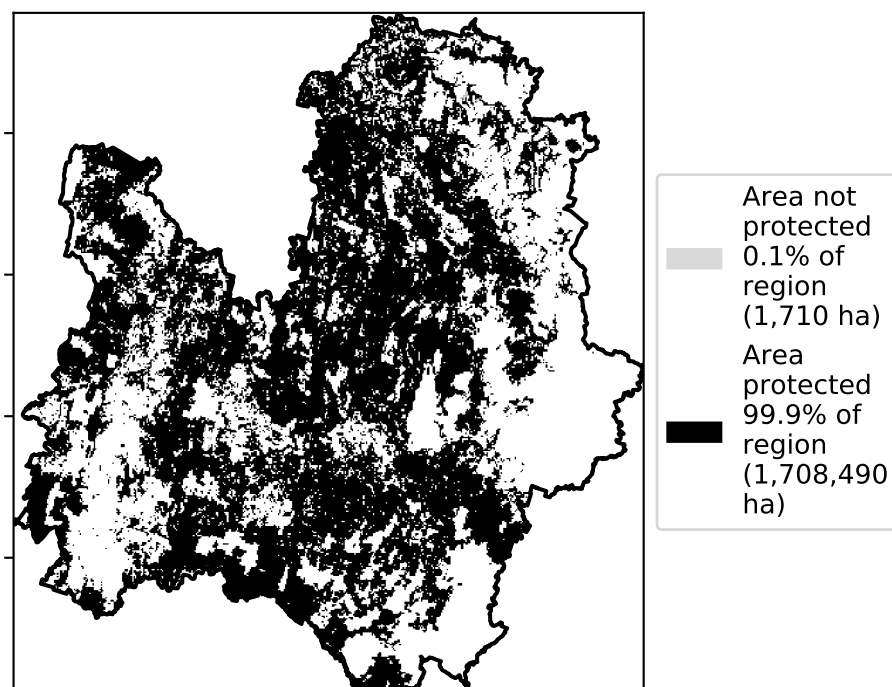 Area not
protected
0.1% of
region
(1,710 ha)
Area
protected
99.9% of
region
(1,708,490
ha)